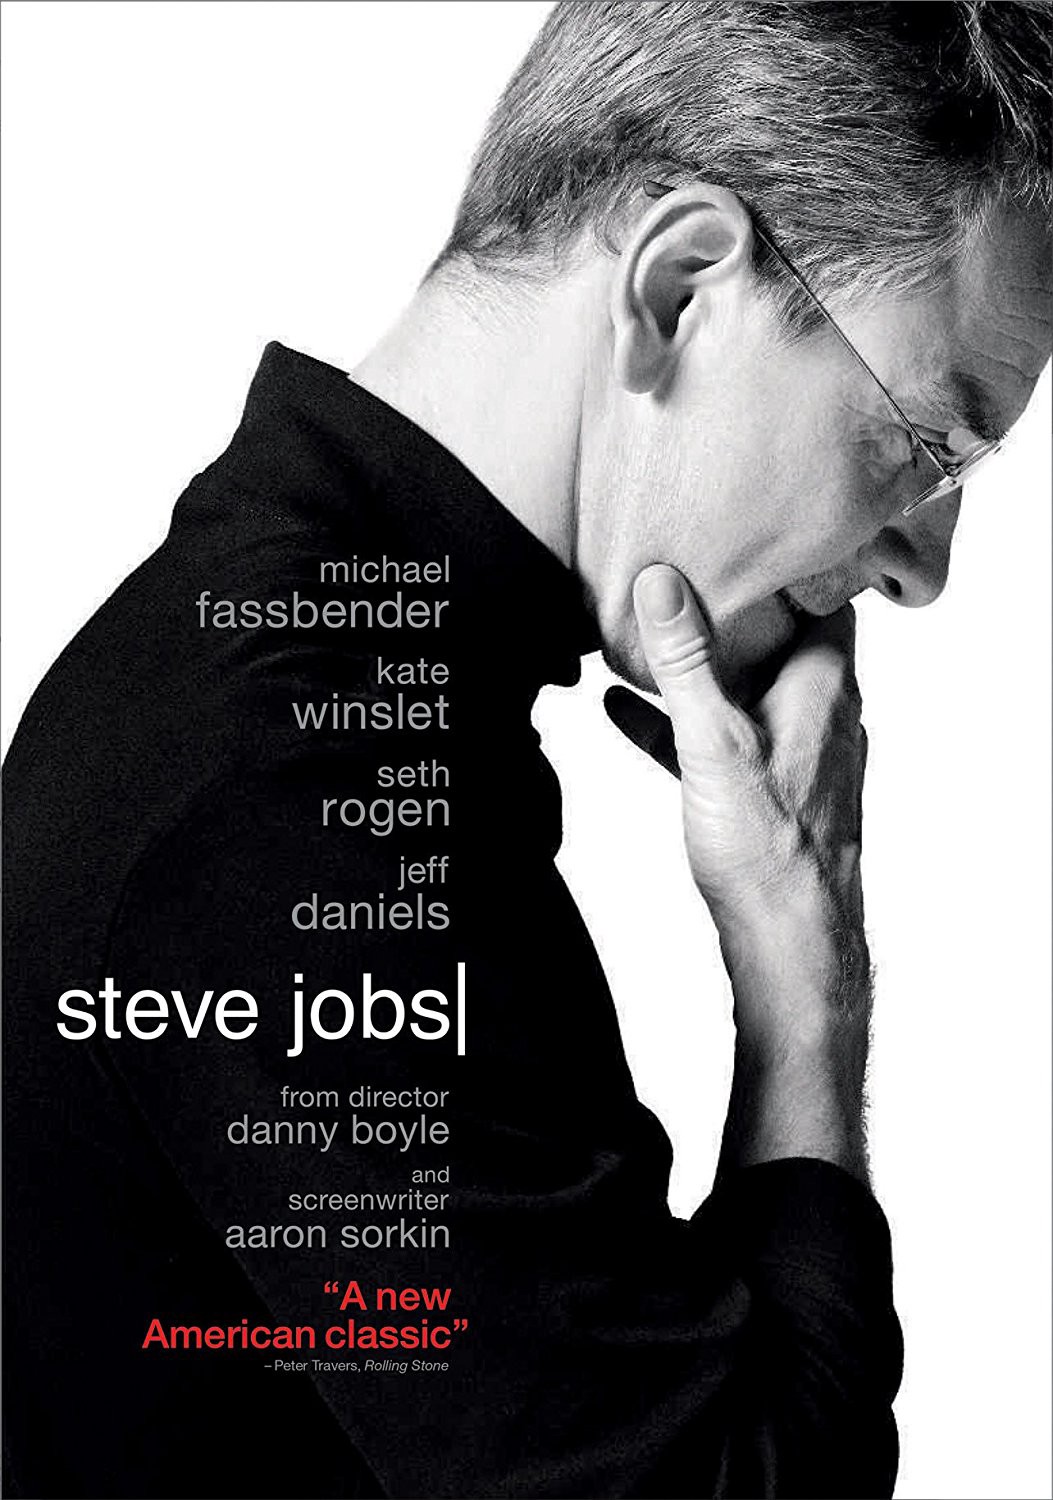 michael
fassbender
kate
winslet
seth
rogen
jeff
daniels
steve jobs|
from director
danny boyle
and
screenwriter
aaron sorkin
“A new
American classic”
– Peter Travers, Rolling Stone